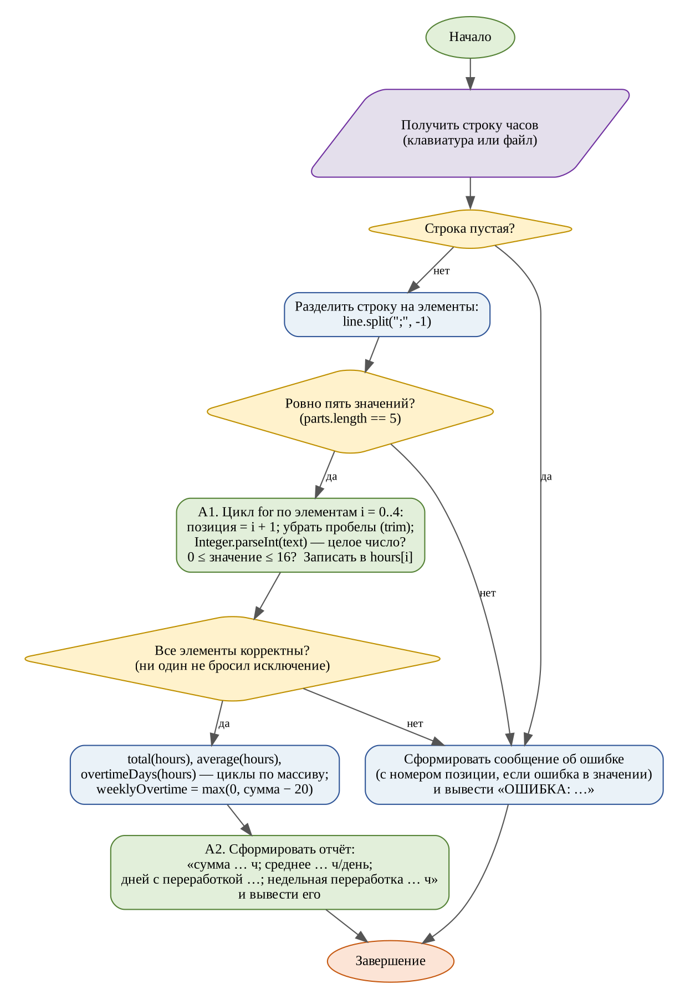 Начало
Получить строку часов
(клавиатура или файл)
Строка пустая?
нет
Разделить строку на элементы:
line.split(";", -1)
Ровно пять значений?
(parts.length == 5)
да
да
A1. Цикл for по элементам i = 0..4:
позиция = i + 1; убрать пробелы (trim);
Integer.parseInt(text) — целое число?
0 ≤ значение ≤ 16?  Записать в hours[i]
нет
Все элементы корректны?
(ни один не бросил исключение)
да
нет
total(hours), average(hours),
overtimeDays(hours) — циклы по массиву;
weeklyOvertime = max(0, сумма − 20)
Сформировать сообщение об ошибке
(с номером позиции, если ошибка в значении)
и вывести «ОШИБКА: …»
A2. Сформировать отчёт:
«сумма … ч; среднее … ч/день;
дней с переработкой …; недельная переработка … ч»
и вывести его
Завершение